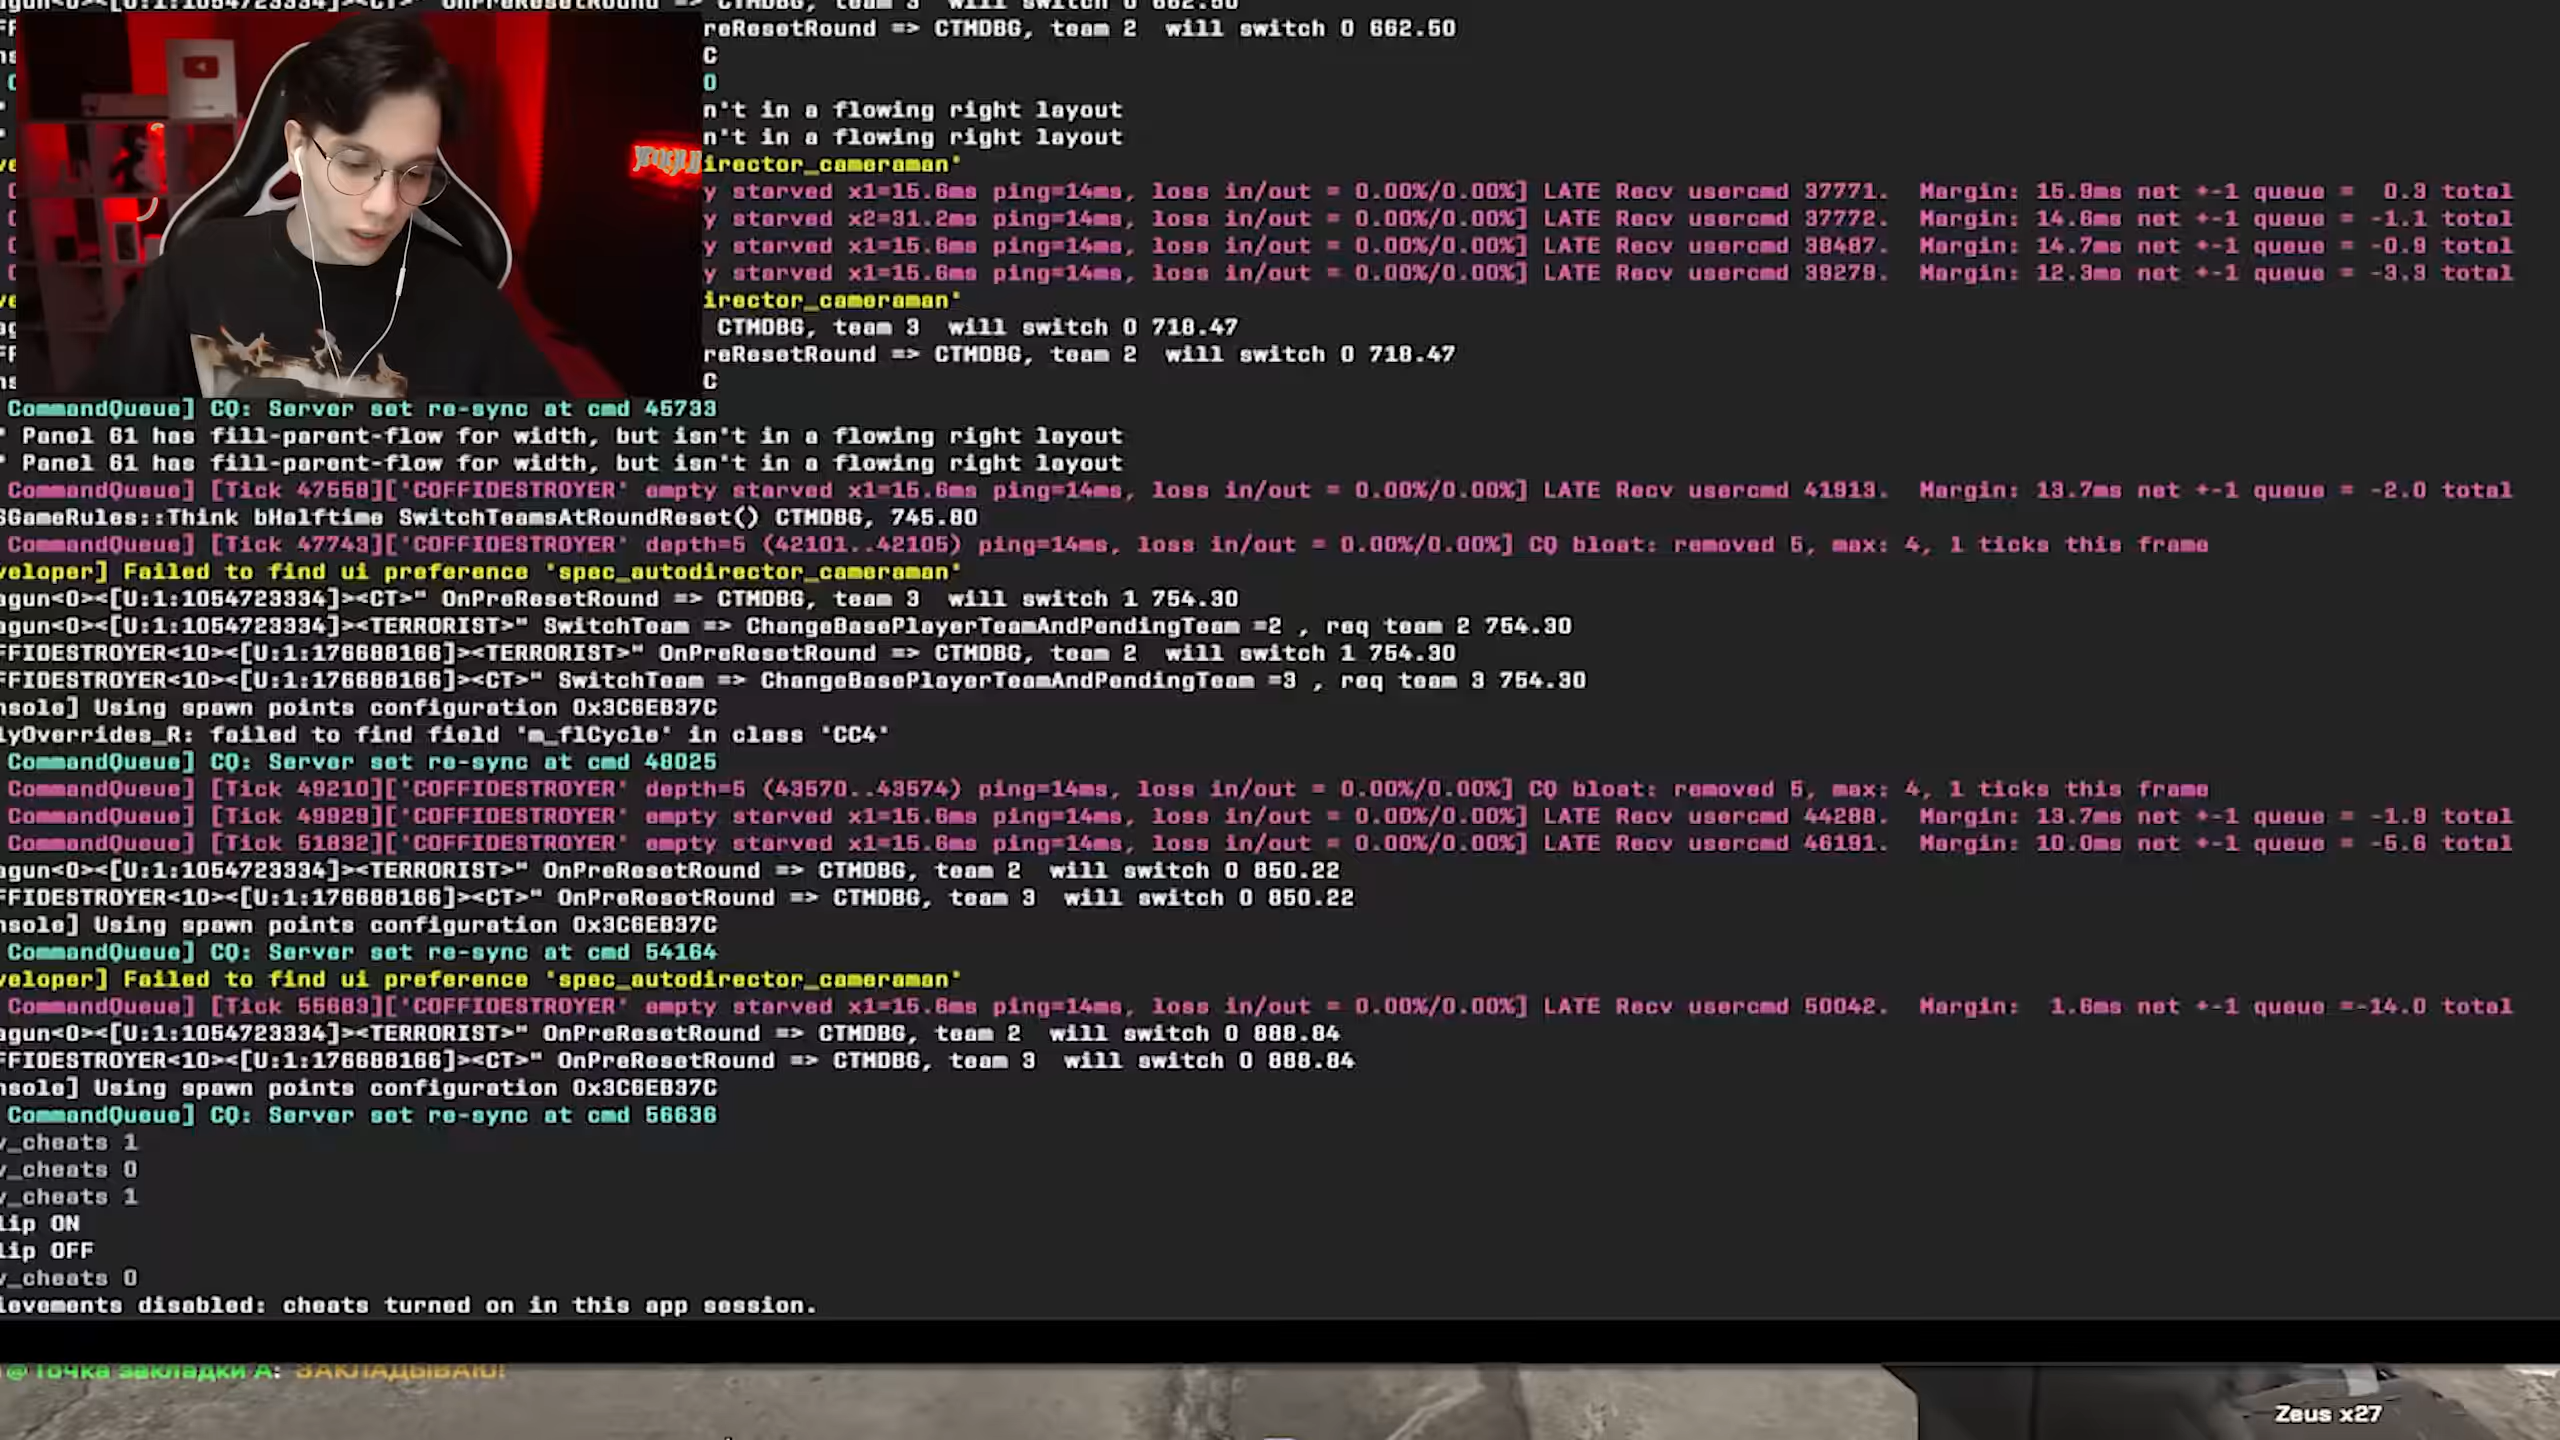 agun<0><[U:1:1054723334]><CT>" OnPreResetRound => CTMDBG, team 3  will switch 0 662.50
reResetRound => CTMDBG, team 2  will switch 0 662.50
C
0
n't in a flowing right layout
n't in a flowing right layout
irector_cameraman'
y starved x1=15.6ms ping=14ms, loss in/out = 0.00%/0.00%] LATE Recv usercmd 37771.  Margin: 15.9ms net +-1 queue =  0.3 total
y starved x2=31.2ms ping=14ms, loss in/out = 0.00%/0.00%] LATE Recv usercmd 37772.  Margin: 14.6ms net +-1 queue = -1.1 total
y starved x1=15.6ms ping=14ms, loss in/out = 0.00%/0.00%] LATE Recv usercmd 38487.  Margin: 14.7ms net +-1 queue = -0.9 total
y starved x1=15.6ms ping=14ms, loss in/out = 0.00%/0.00%] LATE Recv usercmd 39279.  Margin: 12.3ms net +-1 queue = -3.3 total
irector_cameraman'
CTMDBG, team 3  will switch 0 718.47
reResetRound => CTMDBG, team 2  will switch 0 718.47
C
CommandQueue] CQ: Server set re-sync at cmd 45733
" Panel 61 has fill-parent-flow for width, but isn't in a flowing right layout
" Panel 61 has fill-parent-flow for width, but isn't in a flowing right layout
CommandQueue] [Tick 47558]['COFFIDESTROYER' empty starved x1=15.6ms ping=14ms, loss in/out = 0.00%/0.00%] LATE Recv usercmd 41913.  Margin: 13.7ms net +-1 queue = -2.0 total
SGameRules::Think bHalftime SwitchTeamsAtRoundReset() CTMDBG, 745.80
CommandQueue] [Tick 47743]['COFFIDESTROYER' depth=5 (42101..42105) ping=14ms, loss in/out = 0.00%/0.00%] CQ bloat: removed 5, max: 4, 1 ticks this frame
veloper] Failed to find ui preference 'spec_autodirector_cameraman'
agun<0><[U:1:1054723334]><CT>" OnPreResetRound => CTMDBG, team 3  will switch 1 754.30
agun<0><[U:1:1054723334]><TERRORIST>" SwitchTeam => ChangeBasePlayerTeamAndPendingTeam =2 , req team 2 754.30
FFIDESTROYER<10><[U:1:176688166]><TERRORIST>" OnPreResetRound => CTMDBG, team 2  will switch 1 754.30
FFIDESTROYER<10><[U:1:176688166]><CT>" SwitchTeam => ChangeBasePlayerTeamAndPendingTeam =3 , req team 3 754.30
nsole] Using spawn points configuration 0x3C6EB37C
lyOverrides_R: failed to find field 'm_flCycle' in class 'CC4'
CommandQueue] CQ: Server set re-sync at cmd 48025
CommandQueue] [Tick 49210]['COFFIDESTROYER' depth=5 (43570..43574) ping=14ms, loss in/out = 0.00%/0.00%] CQ bloat: removed 5, max: 4, 1 ticks this frame
CommandQueue] [Tick 49929]['COFFIDESTROYER' empty starved x1=15.6ms ping=14ms, loss in/out = 0.00%/0.00%] LATE Recv usercmd 44288.  Margin: 13.7ms net +-1 queue = -1.9 total
CommandQueue] [Tick 51832]['COFFIDESTROYER' empty starved x1=15.6ms ping=14ms, loss in/out = 0.00%/0.00%] LATE Recv usercmd 46191.  Margin: 10.0ms net +-1 queue = -5.6 total
agun<0><[U:1:1054723334]><TERRORIST>" OnPreResetRound => CTMDBG, team 2  will switch 0 850.22
FFIDESTROYER<10><[U:1:176688166]><CT>" OnPreResetRound => CTMDBG, team 3  will switch 0 850.22
nsole] Using spawn points configuration 0x3C6EB37C
CommandQueue] CQ: Server set re-sync at cmd 54164
veloper] Failed to find ui preference 'spec_autodirector_cameraman'
CommandQueue] [Tick 55683]['COFFIDESTROYER' empty starved x1=15.6ms ping=14ms, loss in/out = 0.00%/0.00%] LATE Recv usercmd 50042.  Margin:  1.6ms net +-1 queue =-14.0 total
agun<0><[U:1:1054723334]><TERRORIST>" OnPreResetRound => CTMDBG, team 2  will switch 0 888.84
FFIDESTROYER<10><[U:1:176688166]><CT>" OnPreResetRound => CTMDBG, team 3  will switch 0 888.84
nsole] Using spawn points configuration 0x3C6EB37C
CommandQueue] CQ: Server set re-sync at cmd 56636
v_cheats 1
v_cheats 0
v_cheats 1
lip ON
lip OFF
v_cheats 0
ievements disabled: cheats turned on in this app session.
@ Точка закладки A: ЗАКЛАДЫВАЮ!
Zeus x27